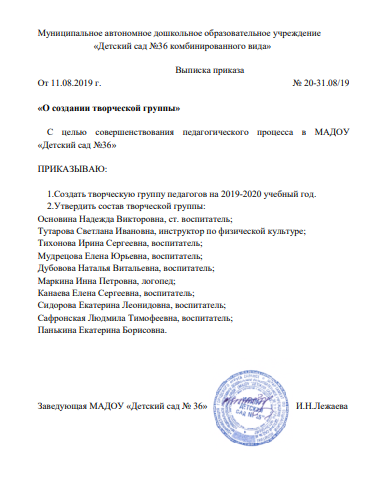 Муниципальное автономное дошкольное образовательное учреждение
«Детский сад №36 комбинированного вида»
Выписка приказа
От 11.08.2019 г. № 20-31.08/19
«О создании творческой группы»
С целью совершенствования педагогического процесса в МАДОУ
«Детский сад №36»
ПРИКАЗЫВАЮ:
1.Создать творческую группу педагогов на 2019-2020 учебный год.
2.Утвердить состав творческой группы:
Основина Надежда Викторовна, ст. воспитатель;
Тутарова Светлана Ивановна, инструктор по физической культуре;
Тихонова Ирина Сергеевна, воспитатель;
Мудрецова Елена Юрьевна, воспитатель;
Дубовова Наталья Витальевна, воспитатель;
Маркина Инна Петровна, логопед;
Канаева Елена Сергеевна, воспитатель;
Сидорова Екатерина Леонидовна, воспитатель;
Сафронская Людмила Тимофеевна, воспитатель;
Панькина Екатерина Борисовна.
Заведующая МАДОУ «Детский сад № 36» И.Н.Лежаева
ДЕТСКИЙ